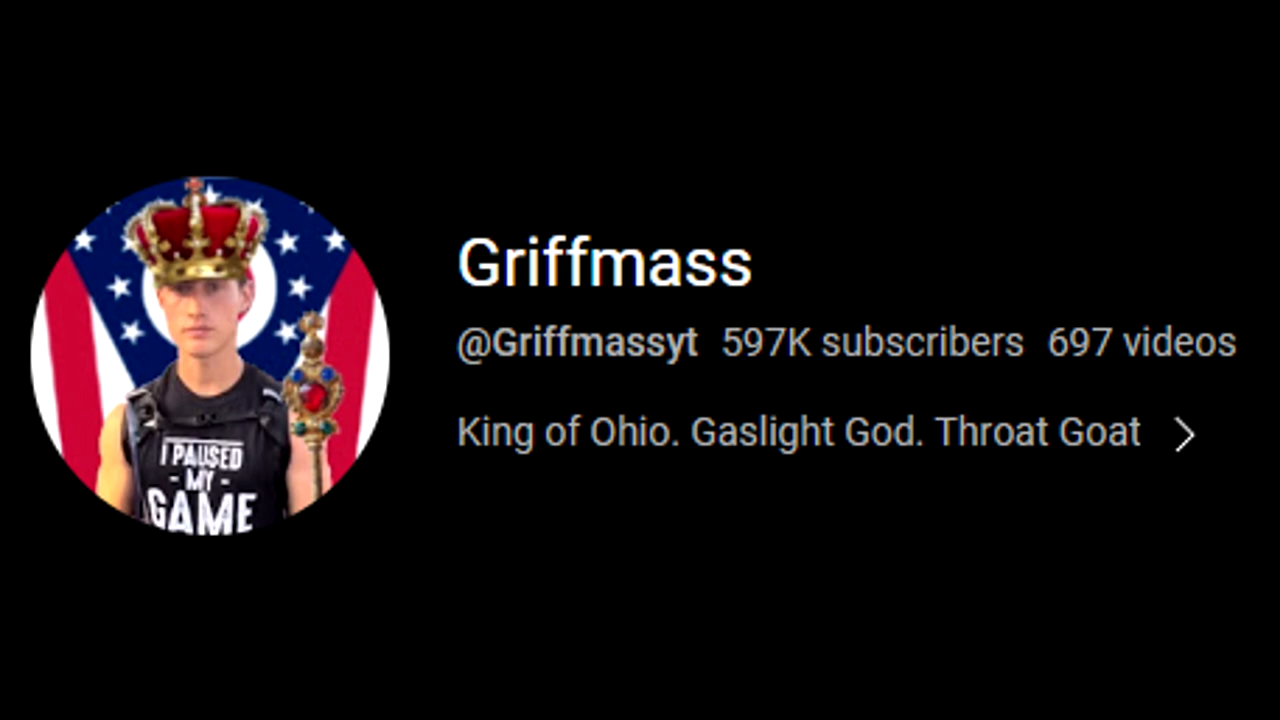 I PAUSED
- MY -
GAME
Griffmass
@Griffmassyt 597K subscribers 697 videos
King of Ohio. Gaslight God. Throat Goat